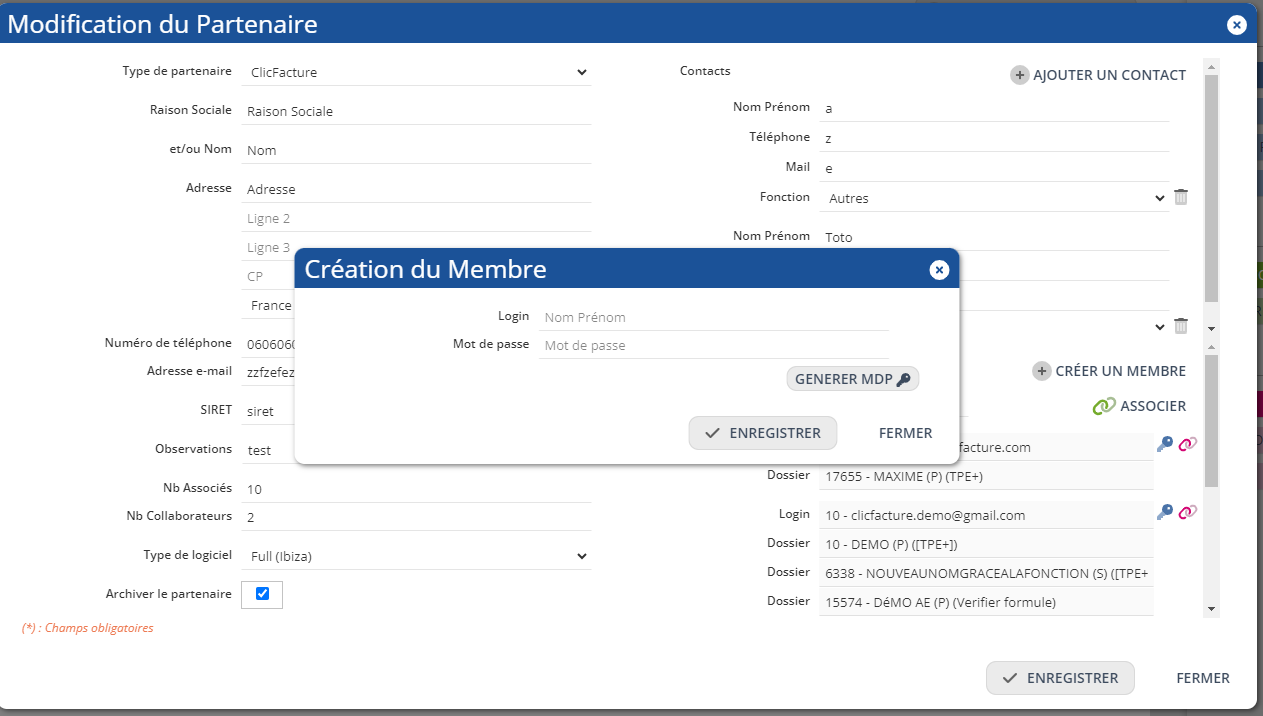 Modification du Partenaire
Type de partenaire ClicFacture
Raison Sociale Raison Sociale
et/ou Nom Nom
Adresse Adresse
Ligne 2
Ligne 3
CP
France
Numéro de téléphone 060606
Adresse e-mail zzfzefez
SIRET siret
Observations test
Nb Associés 10
Nb Collaborateurs 2
Type de logiciel Full (Ibiza)
Archiver le partenaire
(*) : Champs obligatoires
Contacts AJOUTER UN CONTACT
Nom Prénom a
Téléphone z
Mail e
Fonction Autres
Nom Prénom Toto
Création du Membre
Login Nom Prénom
Mot de passe Mot de passe
GENERER MDP
ENREGISTRER FERMER
CRÉER UN MEMBRE
ASSOCIER
facture.com
Dossier 17655 - MAXIME (P) (TPE+)
Login 10 - clicfacture.demo@gmail.com
Dossier 10 - DEMO (P) ([TPE+])
Dossier 6338 - NOUVEAUNOMGRACEALAFONCTION (S) ([TPE+
Dossier 15574 - DéMO AE (P) (Verifier formule)
ENREGISTRER FERMER